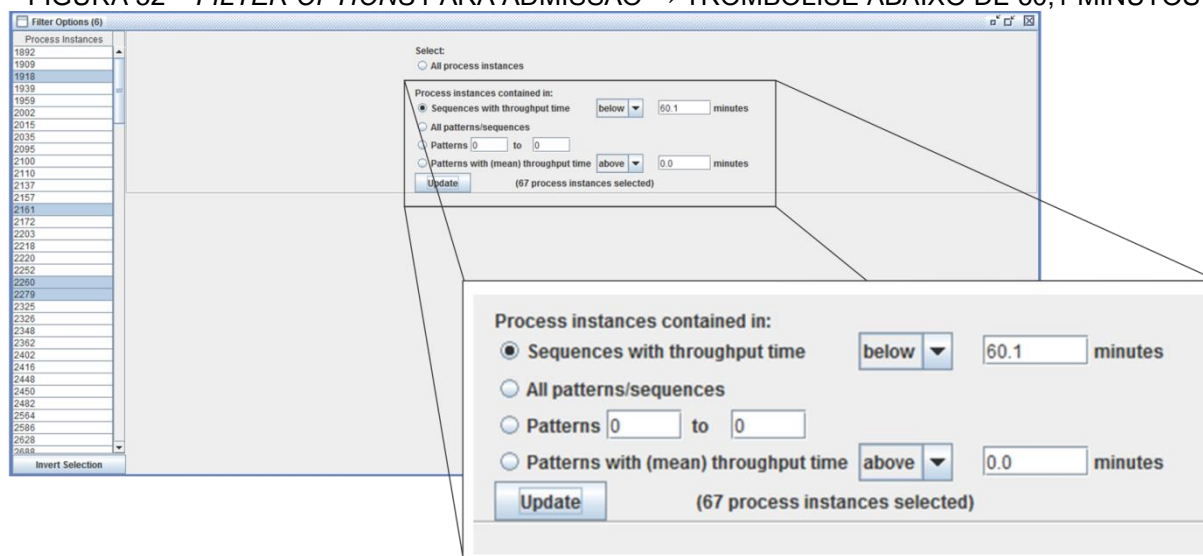 FILTER OPTIONS PARA ADMISSÃO → TROMBÓLISE ABAIXO DE 60,1 MINUTOS
Filter Options (6)
Process Instances
1892
1909
1918
1939
1959
2002
2015
2035
2095
2100
2110
2137
2157
2161
2172
2203
2218
2220
2252
2260
2279
2325
2326
2348
2362
2402
2416
2448
2450
2482
2564
2586
2628
2688
Invert Selection
Select:
All process instances
Process instances contained in:
Sequences with throughput time below 60.1 minutes
All patterns/sequences
Patterns 0 to 0
Patterns with (mean) throughput time above 0.0 minutes
Update (67 process instances selected)
Process instances contained in:
Sequences with throughput time below 60.1 minutes
All patterns/sequences
Patterns 0 to 0
Patterns with (mean) throughput time above 0.0 minutes
Update (67 process instances selected)